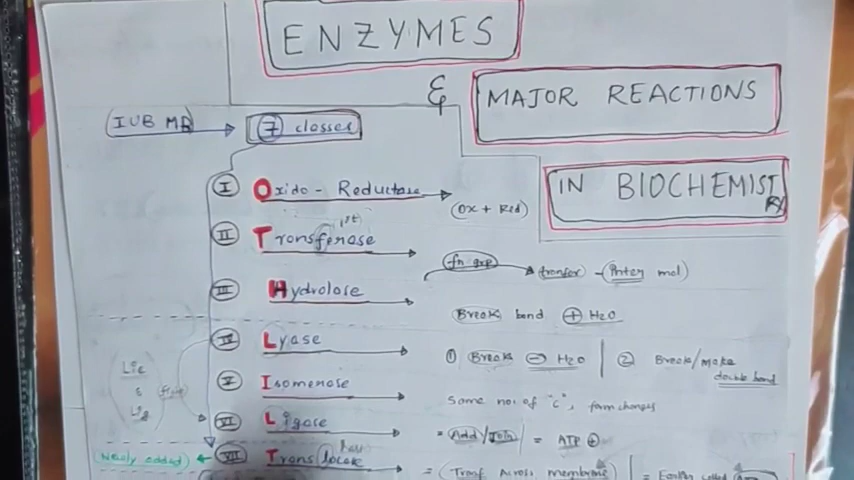 ENZYMES
& MAJOR REACTIONS
IN BIOCHEMISTRY
(IUB MB) 7 classes
I Oxido - Reductase (Ox + Red)
II Transferase fn grp transfer - (Inter mol)
III Hydrolase Break bond + H2O
IV Lyase ① Break - H2O | ② Break/Make double bond
V Isomerase Same no. of "C", form changes
VI Ligase = Add/Join | = ATP +
Newly added VII Translocase = (Transf Across membrane) | =